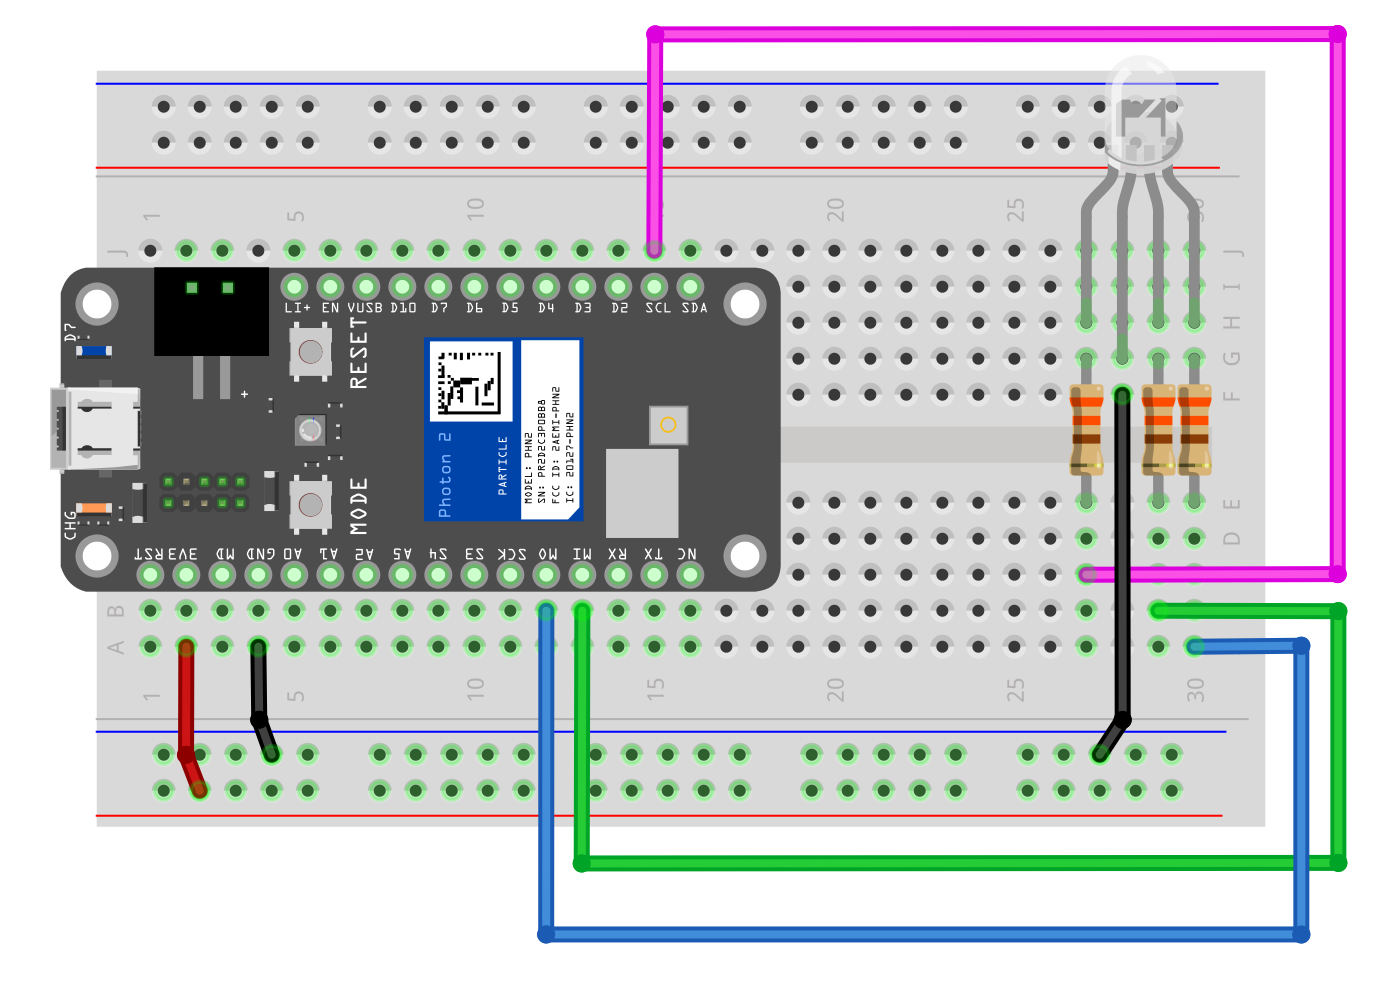 1 5 10 15 20 25 30
J J
I
H
G
F
LI+ EN VUSB D10 D7 D6 D5 D4 D3 D2 SCL SDA
D7
RESET
+
Photon 2
PARTICLE
MODEL: PHN2
SN: PR2D2C3P0BB8
FCC ID: 2AEMI-PHN2
IC: 20127-PHN2
MODE
CHG
RST 3V3 MD GND A0 A1 A2 A5 S4 S3 SCK MO MI RX TX NC
E
D
B
A
1 5 15 20 25 30
10